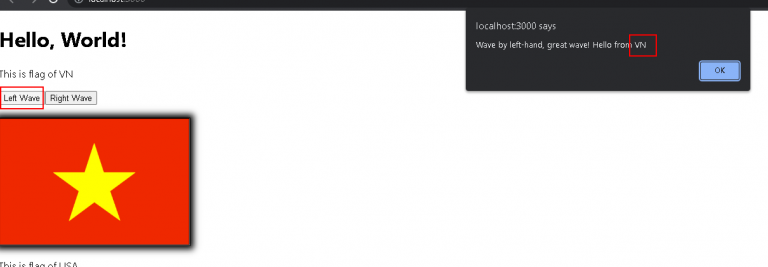 localhost:3000
localhost:3000 says
Wave by left-hand, great wave! Hello from VN
OK
Hello, World!
This is flag of VN
Left Wave Right Wave
This is flag of USA